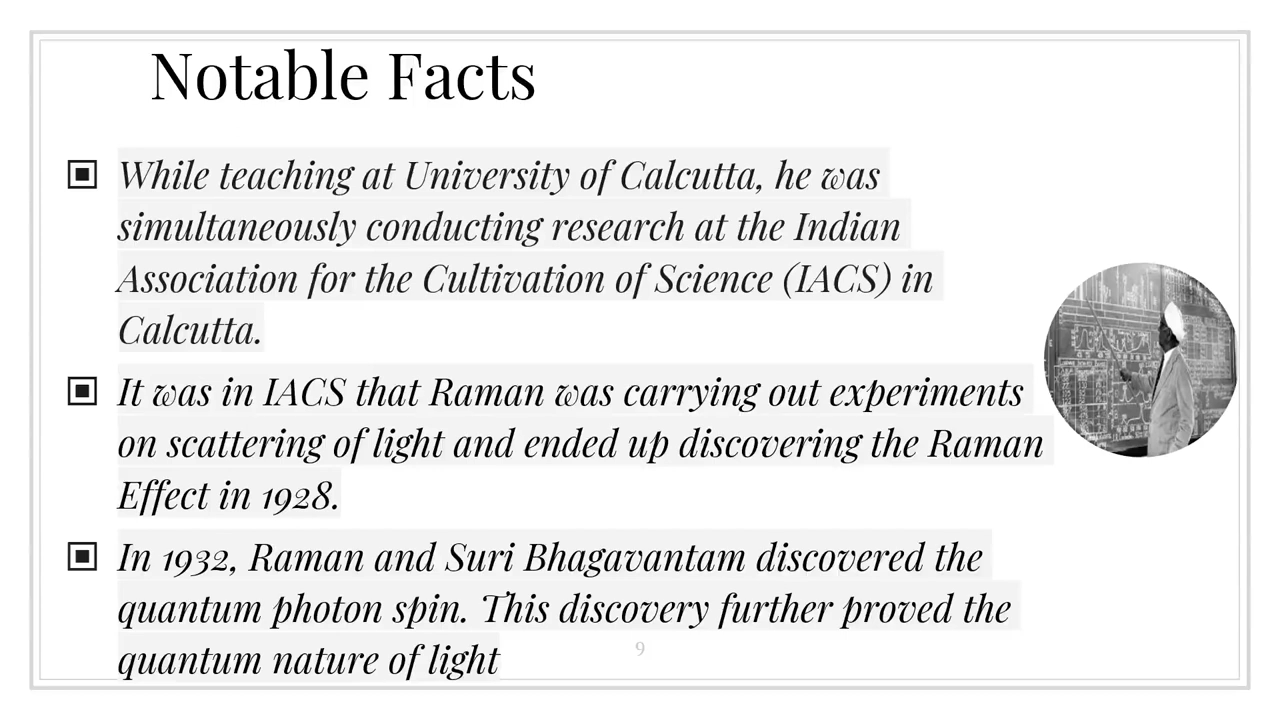 Notable Facts
While teaching at University of Calcutta, he was
simultaneously conducting research at the Indian
Association for the Cultivation of Science (IACS) in
Calcutta.
It was in IACS that Raman was carrying out experiments
on scattering of light and ended up discovering the Raman
Effect in 1928.
In 1932, Raman and Suri Bhagavantam discovered the
quantum photon spin. This discovery further proved the
quantum nature of light
9